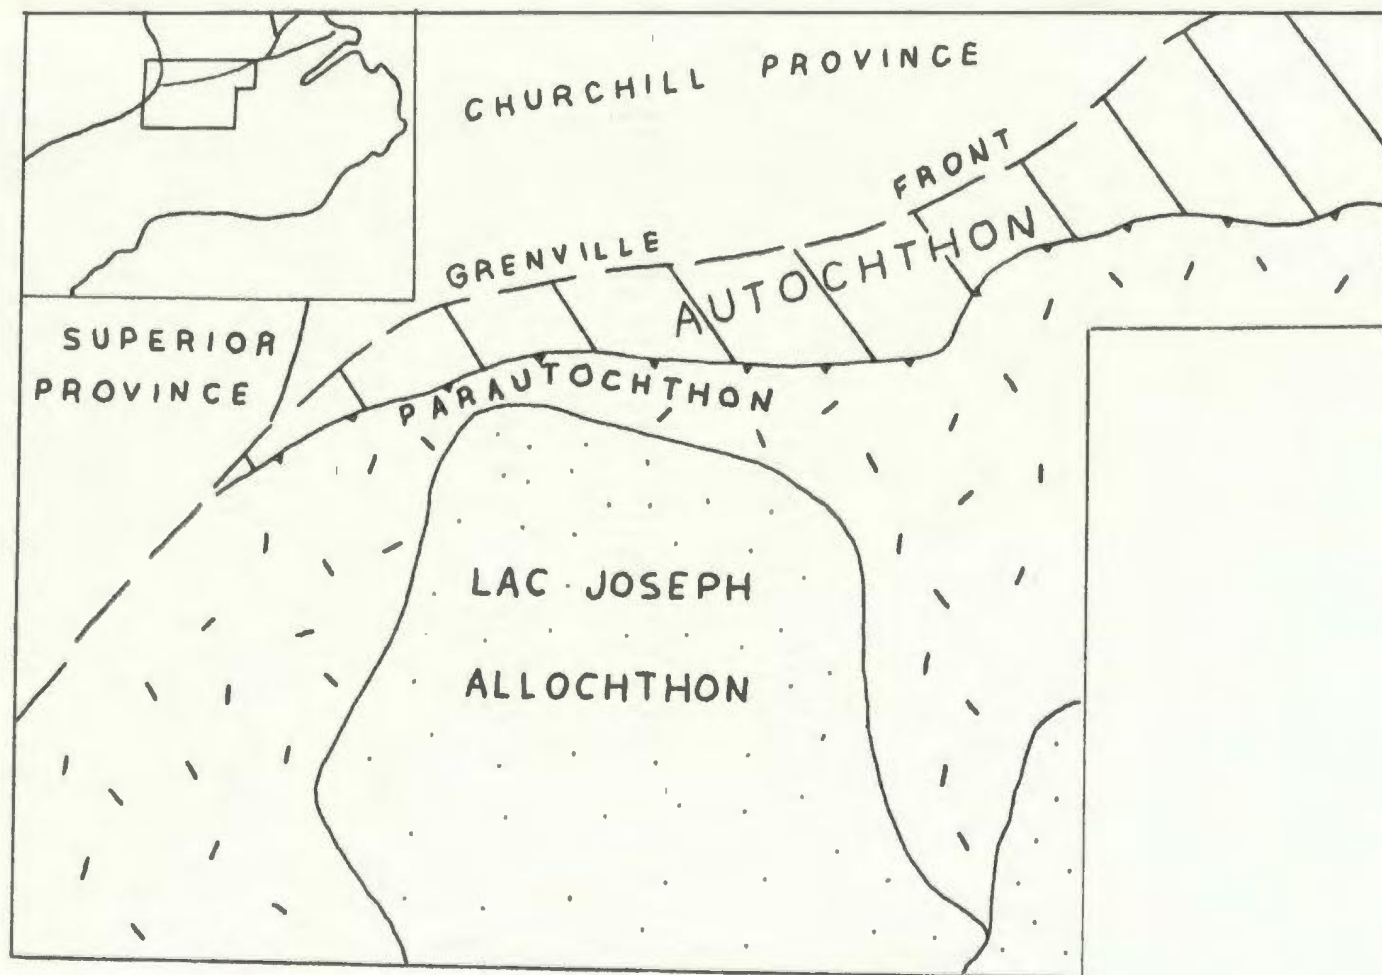 CHURCHILL PROVINCE
GRENVILLE FRONT
AUTOCHTHON
SUPERIOR
PROVINCE
PARAUTOCHTHON
LAC JOSEPH
ALLOCHTHON